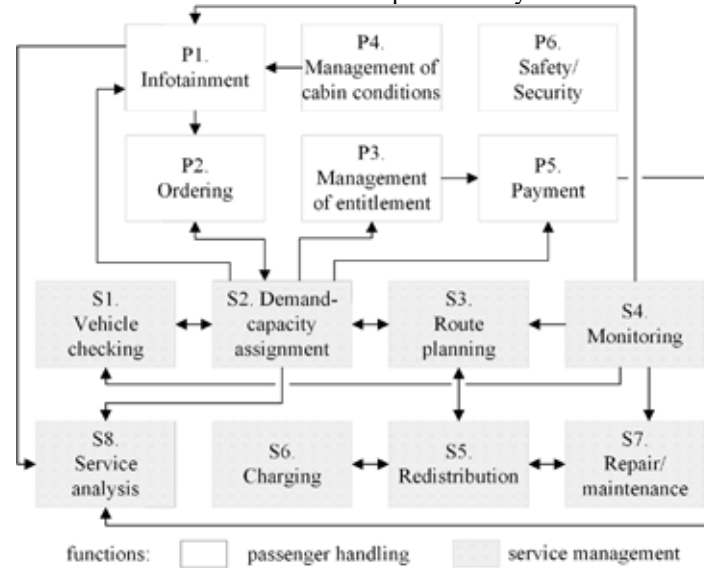 P1.
Infotainment
P4.
Management of
cabin conditions
P6.
Safety/
Security
P2.
Ordering
P3.
Management
of entitlement
P5.
Payment
S1.
Vehicle
checking
S2. Demand-
capacity
assignment
S3.
Route
planning
S4.
Monitoring
S8.
Service
analysis
S6.
Charging
S5.
Redistribution
S7.
Repair/
maintenance
functions:
passenger handling
service management